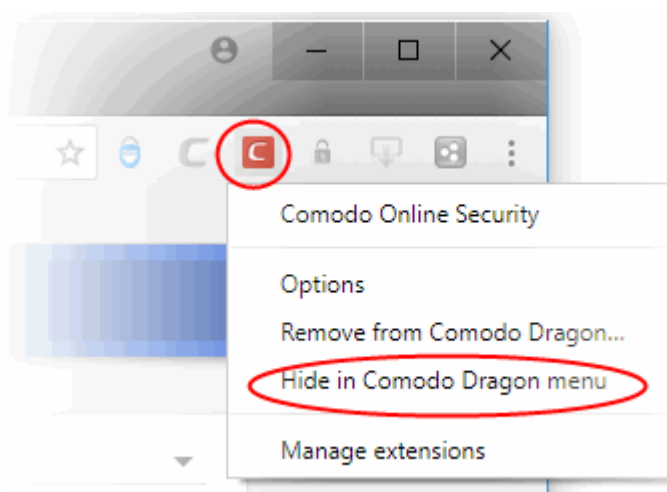 Comodo Online Security
Options
Remove from Comodo Dragon...
Hide in Comodo Dragon menu
Manage extensions